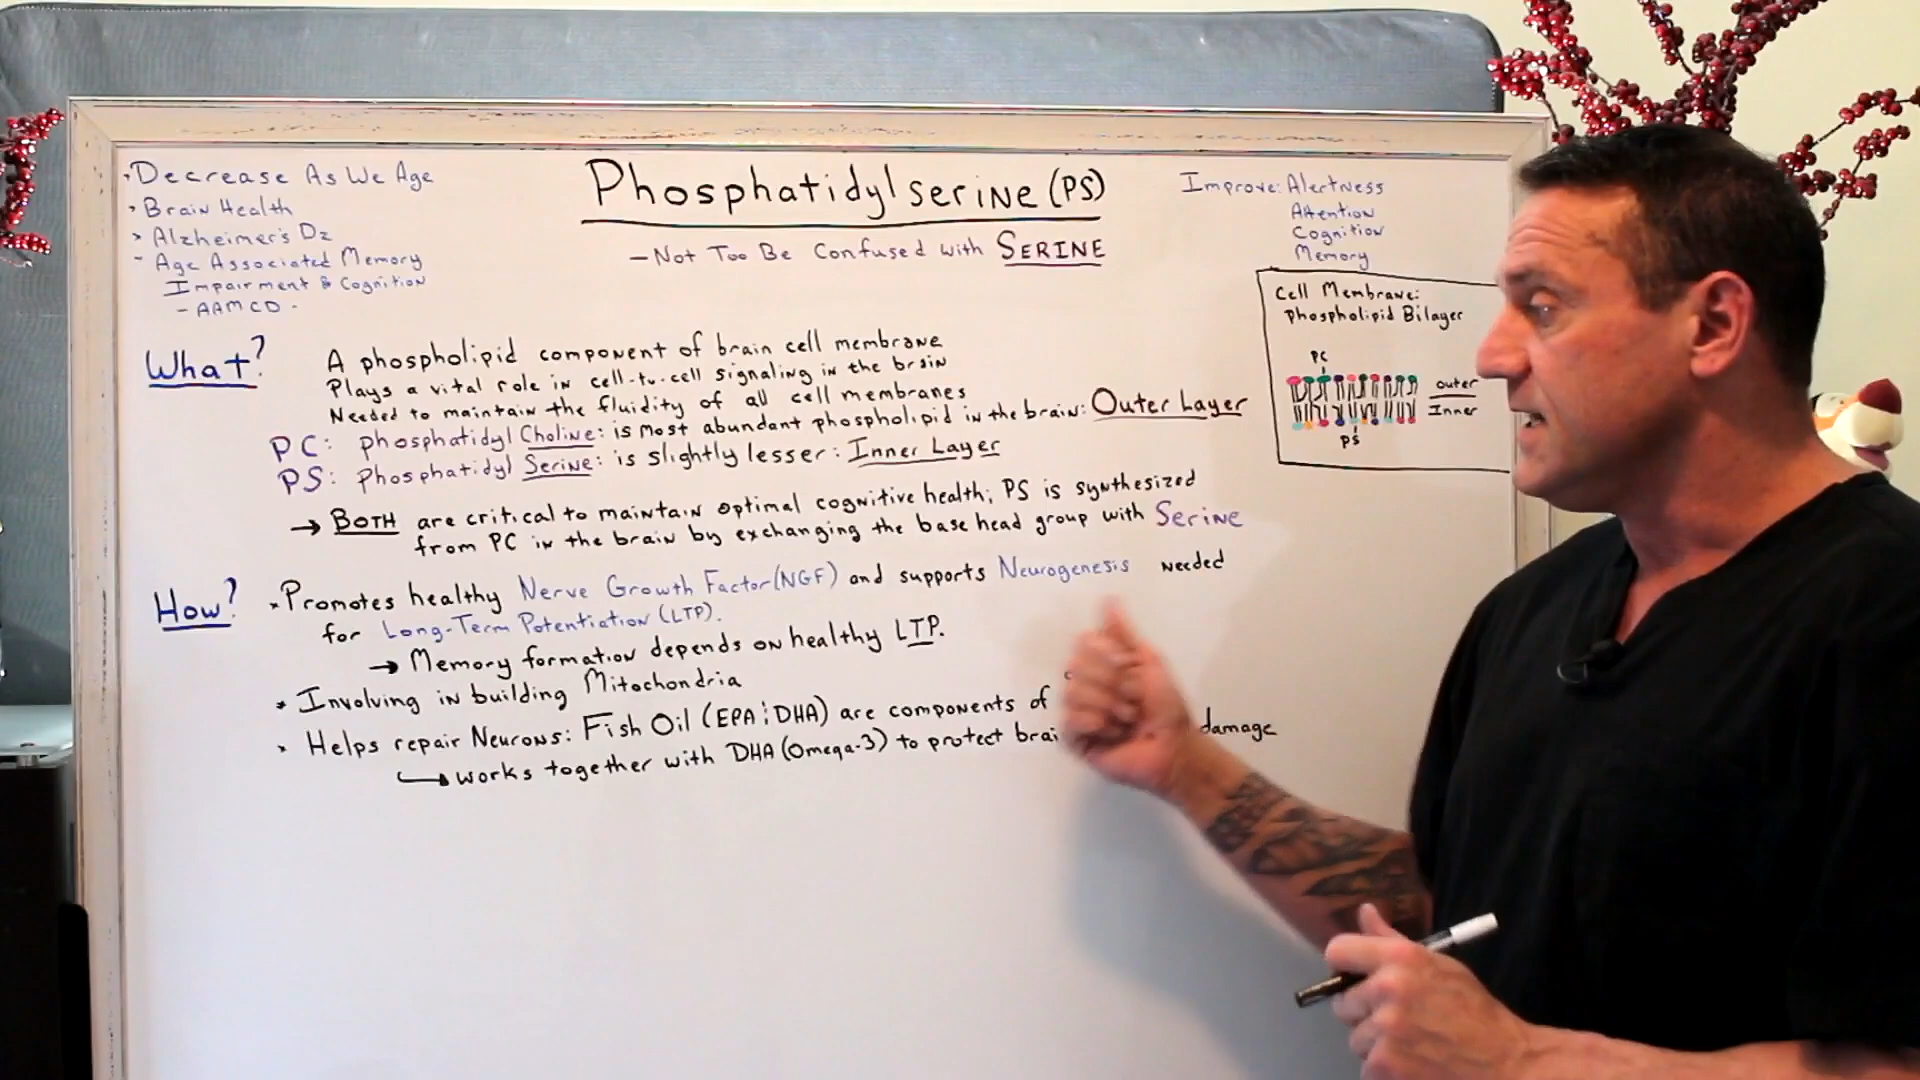 Decrease As We Age
Brain Health
Alzheimer's Dz
Age Associated Memory
Impairment & Cognition
- AAMCD -
Phosphatidylserine (PS)
- Not Too Be Confused with SERINE
Improve: Alertness
Attention
Cognition
Memory
Cell Membrane:
Phospholipid Bilayer
PC
outer
Inner
PS
What?
A phospholipid component of brain cell membrane
Plays a vital role in cell-to-cell signaling in the brain
Needed to maintain the fluidity of all cell membranes
PC: phosphatidyl Choline: is most abundant phospholipid in the brain: Outer Layer
PS: Phosphatidyl Serine: is slightly lesser: Inner Layer
→ BOTH are critical to maintain optimal cognitive health; PS is synthesized
from PC in the brain by exchanging the base head group with Serine
How?
* Promotes healthy Nerve Growth Factor (NGF) and supports Neurogenesis needed
for Long-Term Potentiation (LTP).
→ Memory formation depends on healthy LTP.
* Involving in building Mitochondria
* Helps repair Neurons: Fish Oil (EPA & DHA) are components of
works together with DHA (Omega-3) to protect damage